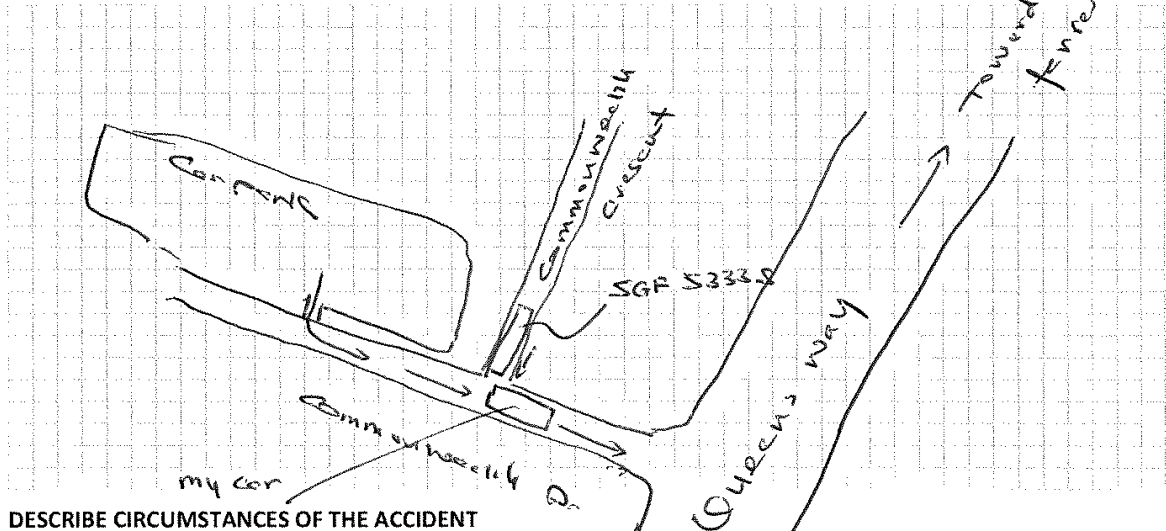 Toward
Commonwealth
Crescent
SGF 5333
Queens way
Commonwealth Dr
my car
DESCRIBE CIRCUMSTANCES OF THE ACCIDENT